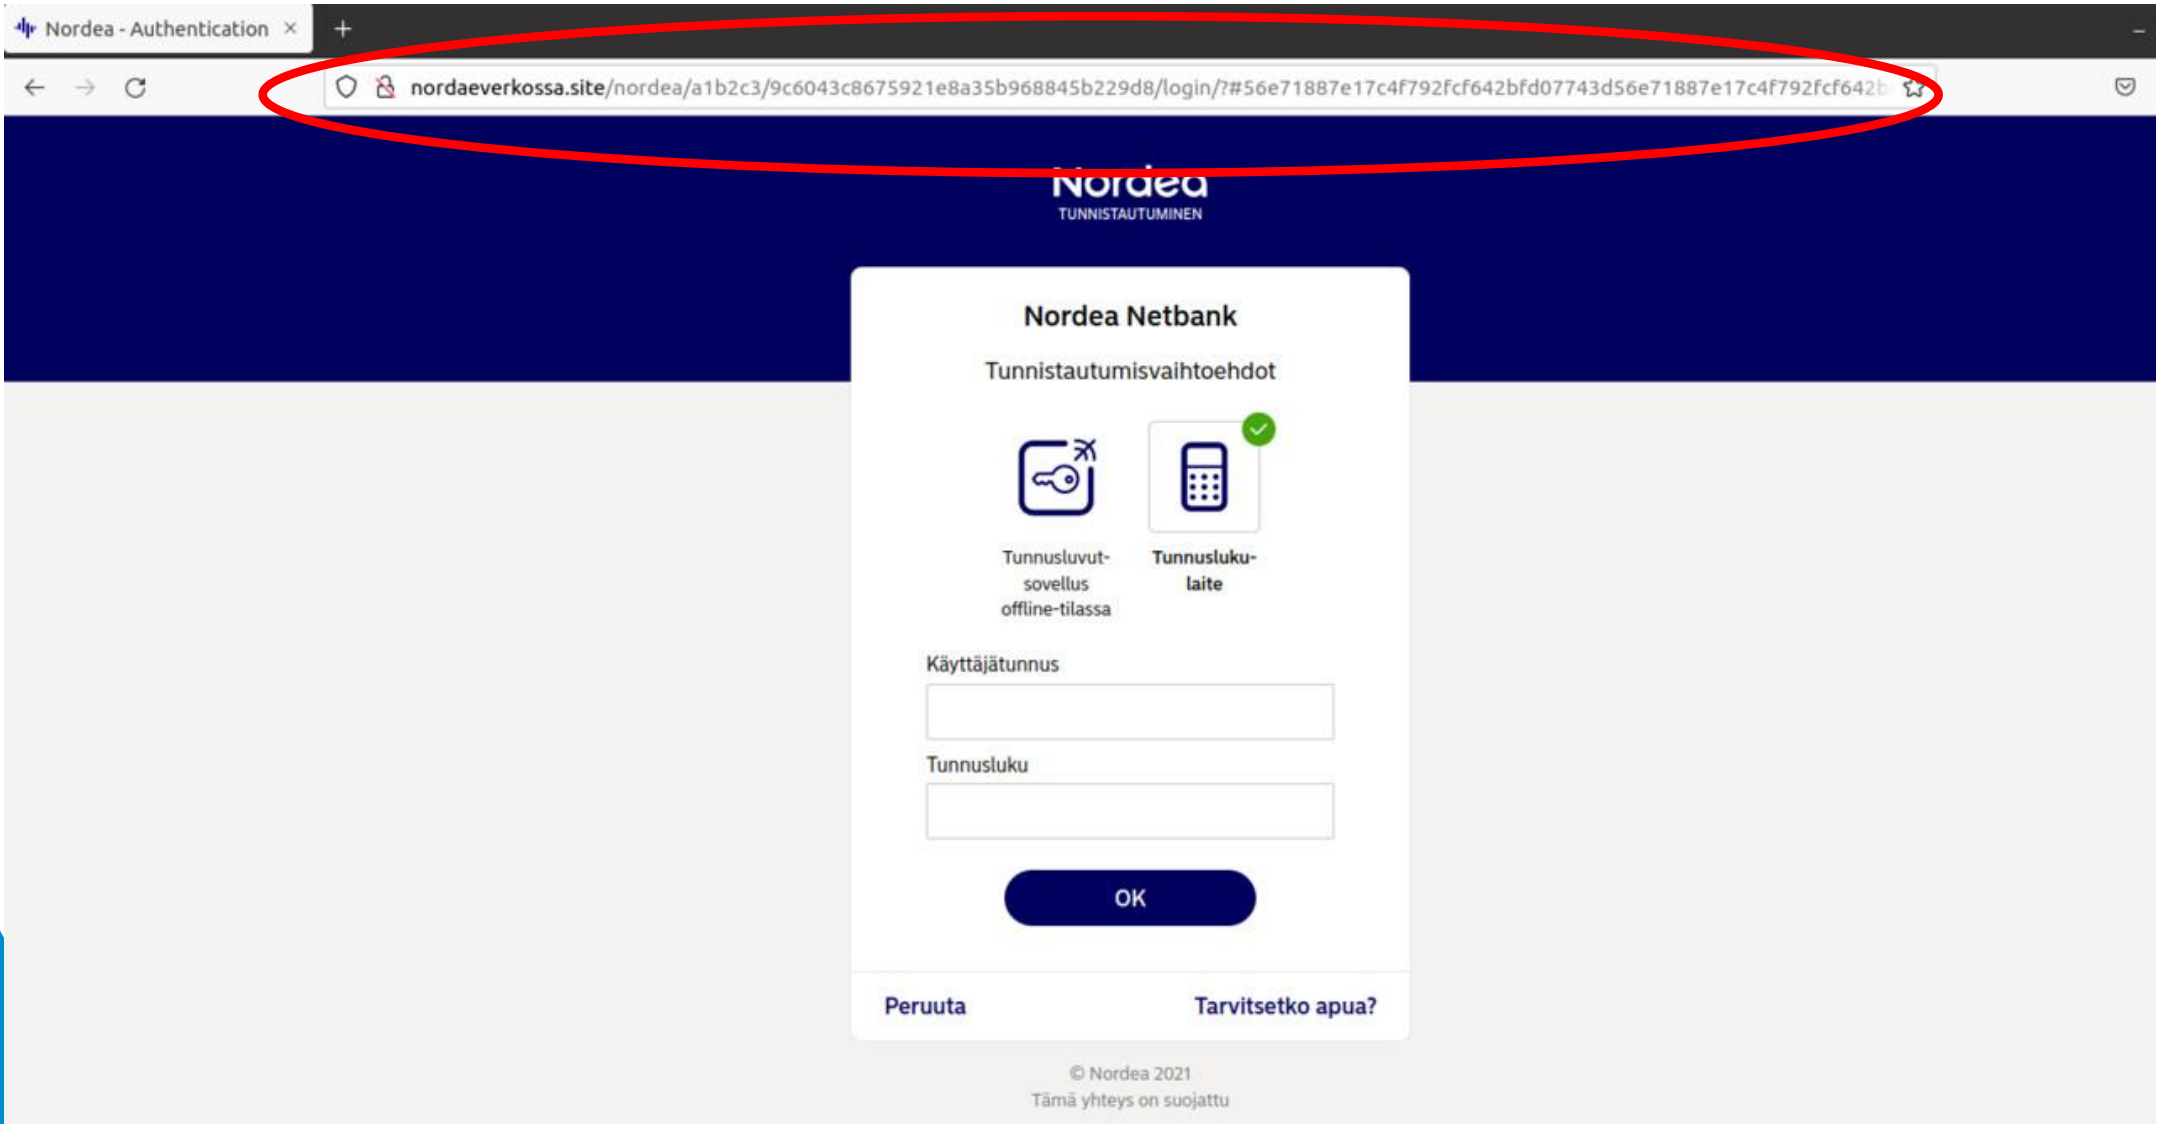 Nordea - Authentication
nordaeverkossa.site/nordea/a1b2c3/9c6043c8675921e8a35b968845b229d8/login/?#56e71887e17c4f792fcf642bfd07743d56e71887e17c4f792fcf642b
Nordea
TUNNISTAUTUMINEN
Nordea Netbank
Tunnistautumisvaihtoehdot
Tunnusluvut-
sovellus
offline-tilassa
Tunnusluku-
laite
Käyttäjätunnus
Tunnusluku
OK
Peruuta Tarvitsetko apua?
© Nordea 2021
Tämä yhteys on suojattu